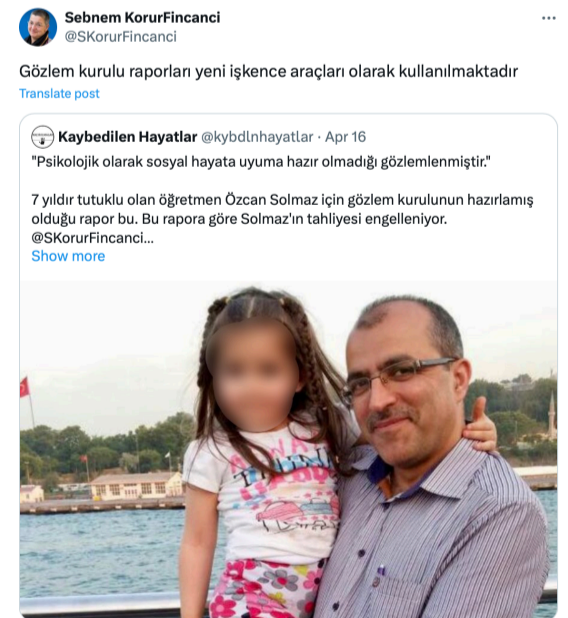 Sebnem KorurFincanci
@SKorurFincanci
Gözlem kurulu raporları yeni işkence araçları olarak kullanılmaktadır
Translate post
Kaybedilen Hayatlar @kybdlnhayatlar · Apr 16
"Psikolojik olarak sosyal hayata uyuma hazır olmadığı gözlemlenmiştir."
7 yıldır tutuklu olan öğretmen Özcan Solmaz için gözlem kurulunun hazırlamış
olduğu rapor bu. Bu rapora göre Solmaz'ın tahliyesi engelleniyor.
@SKorurFincanci...
Show more